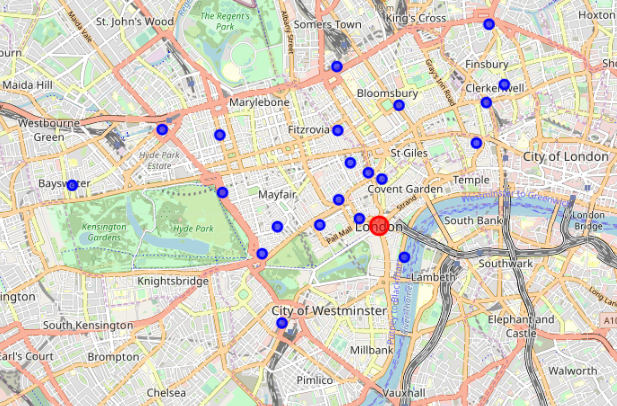 St. John's Wood
The Regent's
Park
Albany Street
Somers Town
King's Cross
Hoxton
Maida Vale
Maida Hill
Finsbury
Gray's Inn Road
Bloomsbury
Clerkenwell
Marylebone
Westbourne
Green
Fitzrovia
Hyde Park
Estate
St Giles
City of London
Bayswater
Mayfair
Covent Garden
Temple
Strand
Kensington
Gardens
Hyde Park
Pall Mall
London
South Bank
London
Bridge
Southwark
Lambeth
Knightsbridge
City of Westminster
Elephant and
Castle
South Kensington
Earl's Court
Brompton
Millbank
Walworth
Pimlico
Chelsea
Vauxhall